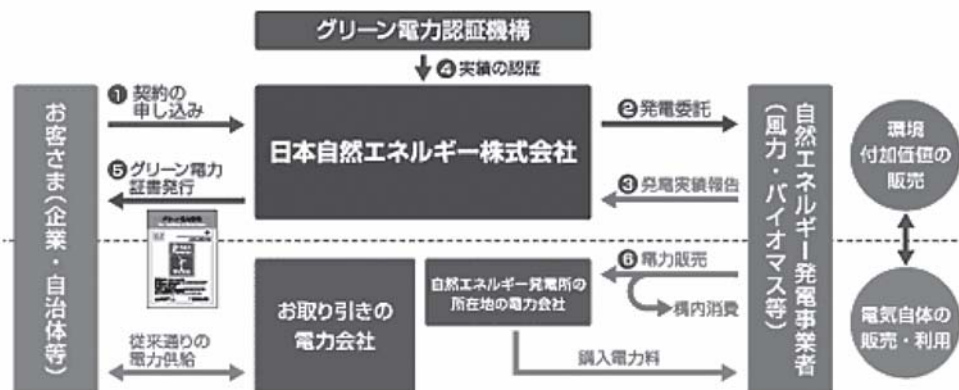 グリーン電力認証機構
❹実績の認証
お客さま(企業・自治体等)
❶契約の
申し込み
日本自然エネルギー株式会社
❷発電委託
自然エネルギー発電事業者
(風力・バイオマス等)
環境
付加価値の
販売
❺グリーン電力
証書発行
❸発電実績報告
❻電力販売
構内消費
お取り引きの
電力会社
自然エネルギー発電所の
所在地の電力会社
電気自体の
販売・利用
従来通りの
電力供給
購入電力料